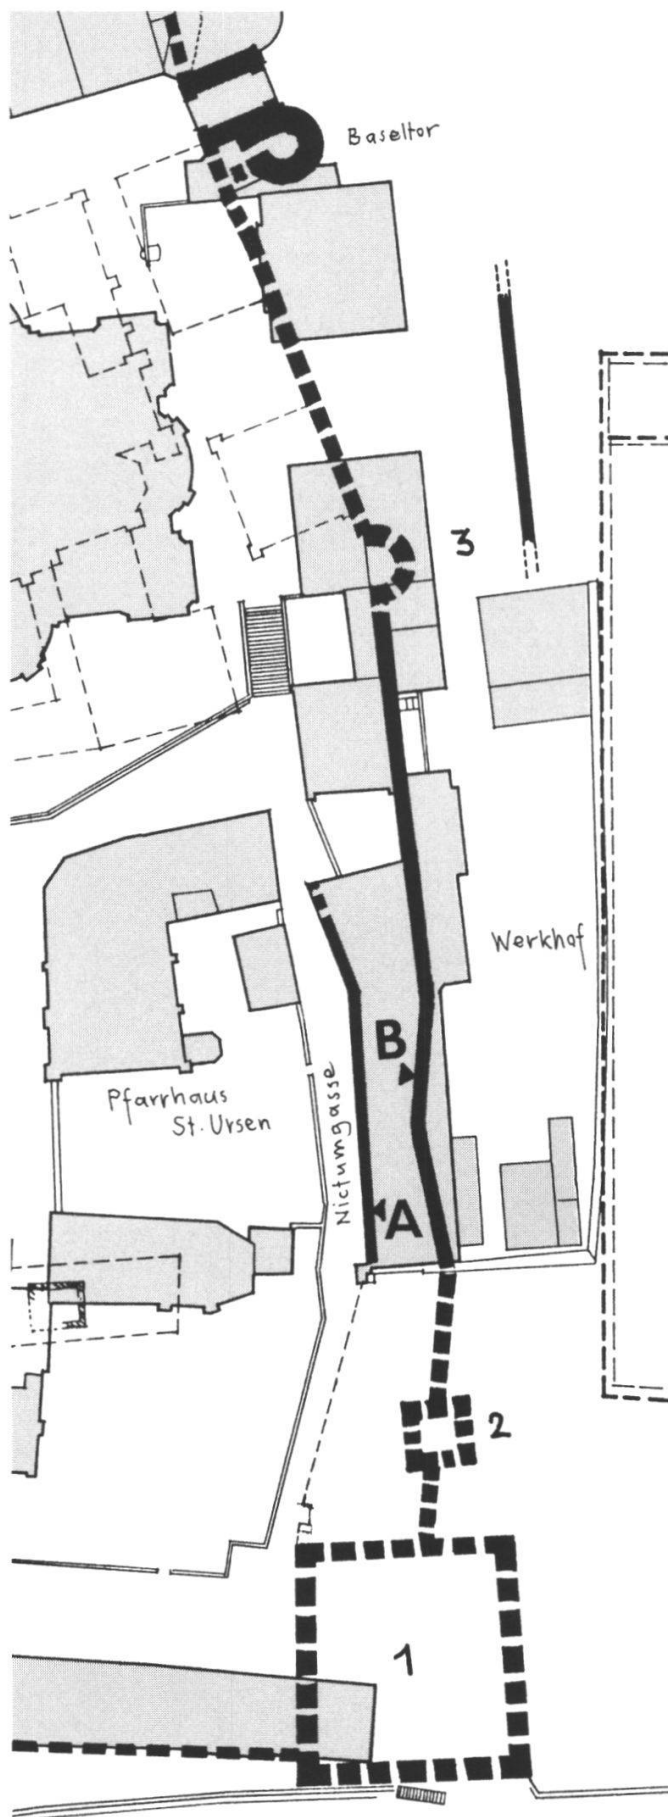 Baseltor
3
Werkhof
B
Pfarrhaus
St. Ursen
Nictumgasse
A
2
1